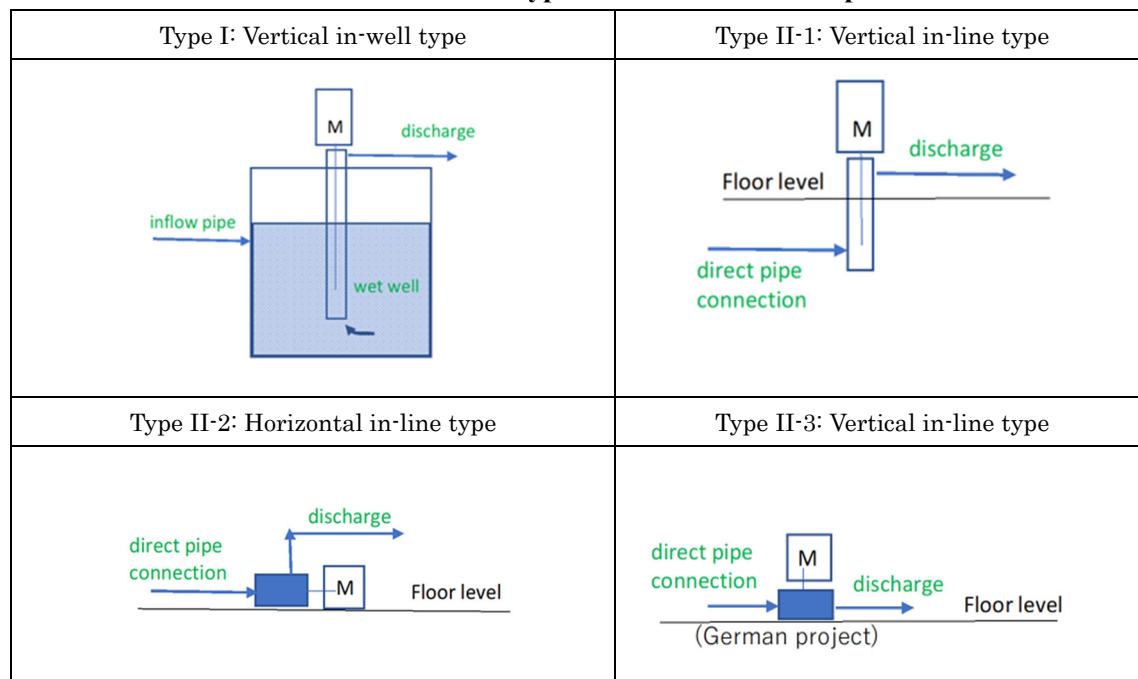 Type I: Vertical in-well type
Type II-1: Vertical in-line type
M
discharge
inflow pipe
wet well
M
discharge
Floor level
direct pipe
connection
Type II-2: Horizontal in-line type
Type II-3: Vertical in-line type
discharge
direct pipe
connection
M
Floor level
direct pipe
connection
M
discharge
Floor level
(German project)